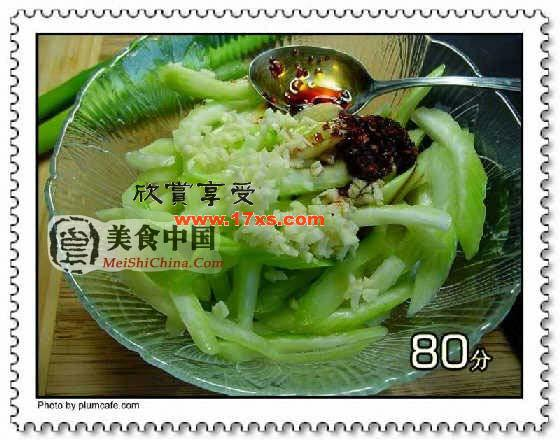 欣賞享受
www.17xs.com
美食中国
MeiShiChina.Com
80分
Photo by plumcafe.com